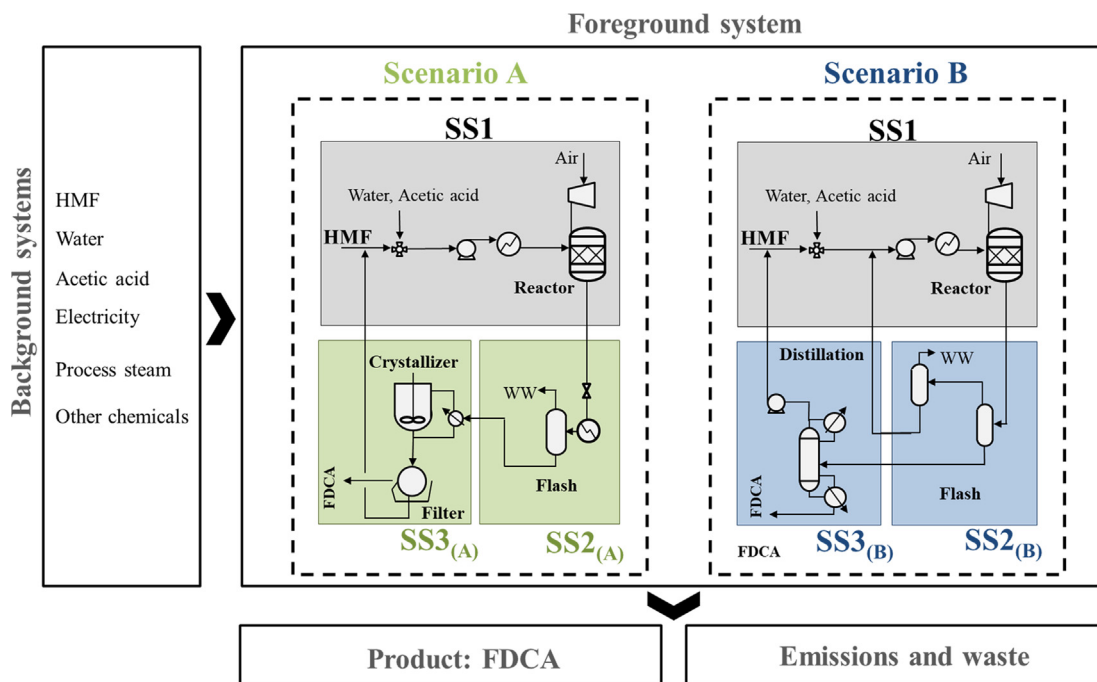 Foreground system
Background systems
HMF
Water
Acetic acid
Electricity
Process steam
Other chemicals
Scenario A
SS1
Air
Water, Acetic acid
HMF
Reactor
Crystallizer
WW
FDCA
Flash
Filter
SS3(A)
SS2(A)
Scenario B
SS1
Air
Water, Acetic acid
HMF
Reactor
Distillation
WW
FDCA
Flash
FDCA
SS3(B)
SS2(B)
Product: FDCA
Emissions and waste